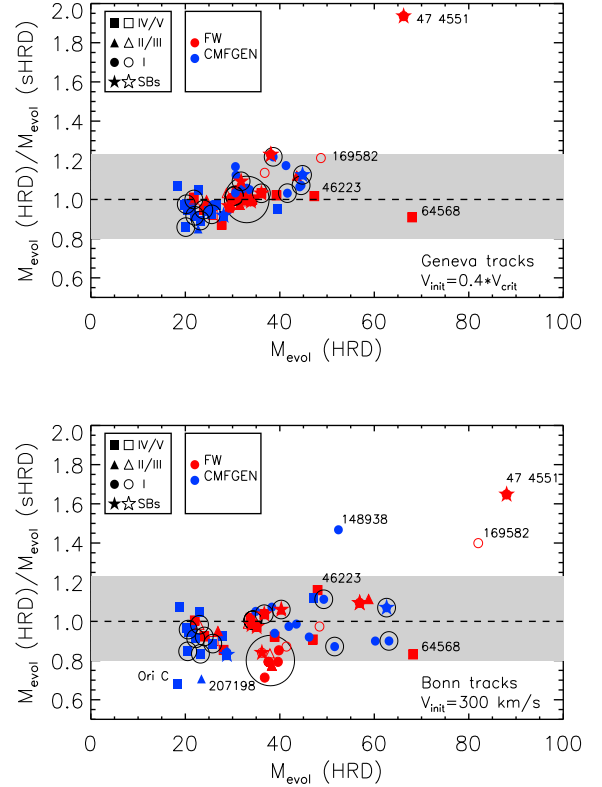 2.0
1.8
1.6
1.4
1.2
1.0
0.8
0.6
M_evol (HRD)/M_evol (sHRD)
IV/V
II/III
I
SBs
FW
CMFGEN
47 4551
169582
46223
64568
Geneva tracks
V_init=0.4*V_crit
0 20 40 60 80 100
M_evol (HRD)
2.0
1.8
1.6
1.4
1.2
1.0
0.8
0.6
M_evol (HRD)/M_evol (sHRD)
IV/V
II/III
I
SBs
FW
CMFGEN
47 4551
148938
169582
46223
64568
Ori C
207198
Bonn tracks
V_init=300 km/s
0 20 40 60 80 100
M_evol (HRD)